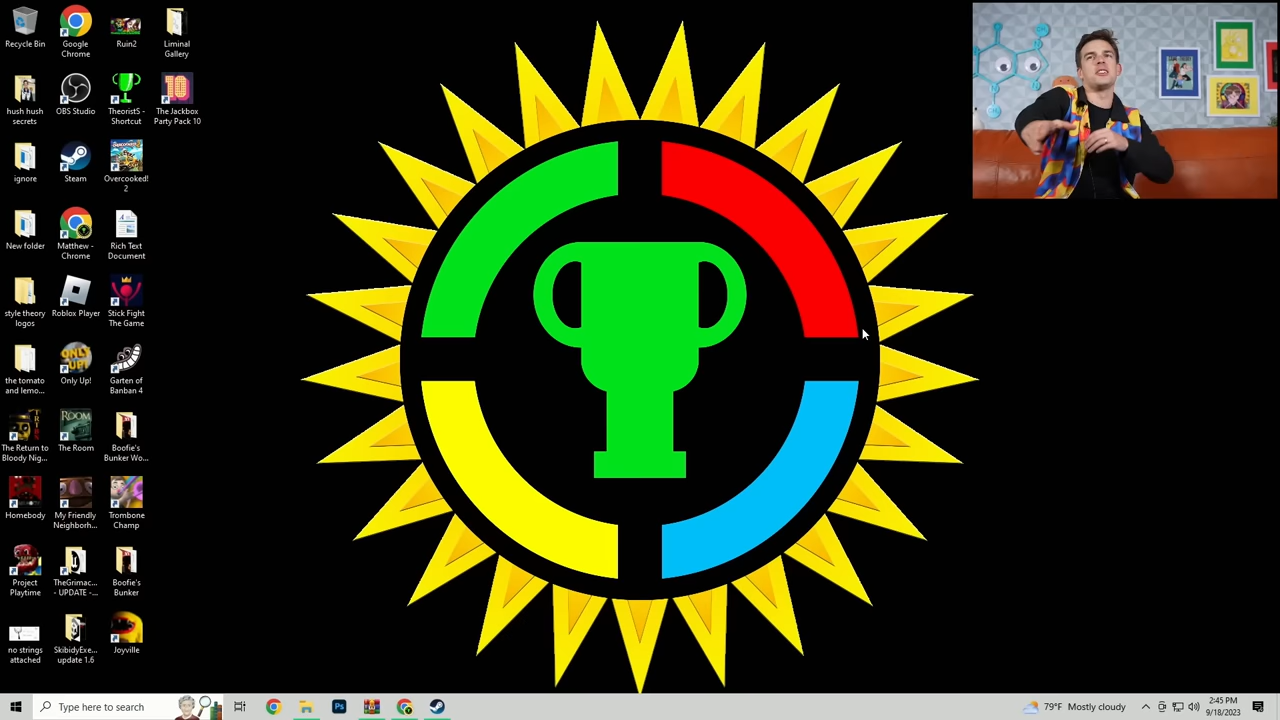 Recycle Bin
Google
Chrome
Ruin2
Liminal
Gallery
hush hush
secrets
OBS Studio
TheoristS -
Shortcut
The Jackbox
Party Pack 10
ignore
Steam
Overcooked!
2
New folder
Matthew -
Chrome
Rich Text
Document
style theory
logos
Roblox Player
Stick Fight
The Game
the tomato
and lemo...
ONLY
UP!
Only Up!
Garten of
Banban 4
The Return to
Bloody Nig...
ROOM
The Room
Boofie's
Bunker Wo...
Homebody
My Friendly
Neighborh...
Trombone
Champ
Project
Playtime
TheGrimac...
- UPDATE -...
Boofie's
Bunker
no strings
attached
SkibidyExe...
update 1.6
Joyville
Type here to search
Ps
79°F Mostly cloudy
2:45 PM
9/18/2023